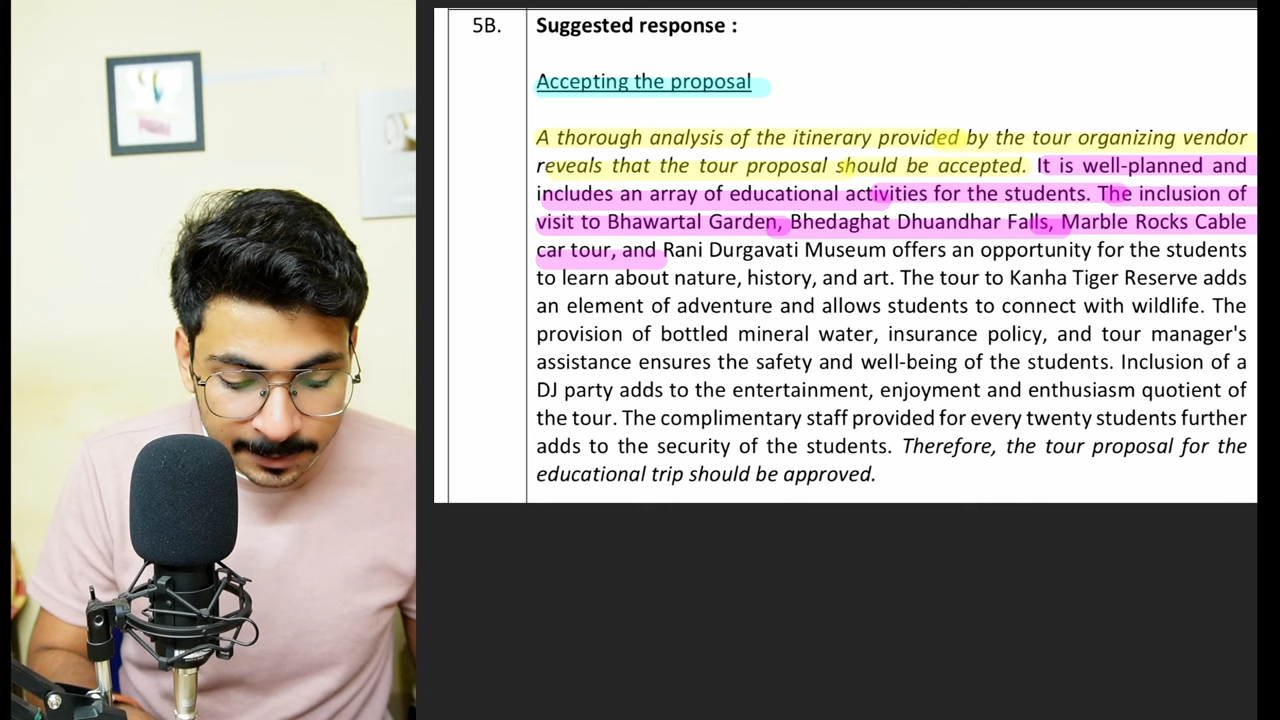 5B.
Suggested response :
Accepting the proposal
A thorough analysis of the itinerary provided by the tour organizing vendor
reveals that the tour proposal should be accepted. It is well-planned and
includes an array of educational activities for the students. The inclusion of
visit to Bhawartal Garden, Bhedaghat Dhuandhar Falls, Marble Rocks Cable
car tour, and Rani Durgavati Museum offers an opportunity for the students
to learn about nature, history, and art. The tour to Kanha Tiger Reserve adds
an element of adventure and allows students to connect with wildlife. The
provision of bottled mineral water, insurance policy, and tour manager's
assistance ensures the safety and well-being of the students. Inclusion of a
DJ party adds to the entertainment, enjoyment and enthusiasm quotient of
the tour. The complimentary staff provided for every twenty students further
adds to the security of the students. Therefore, the tour proposal for the
educational trip should be approved.